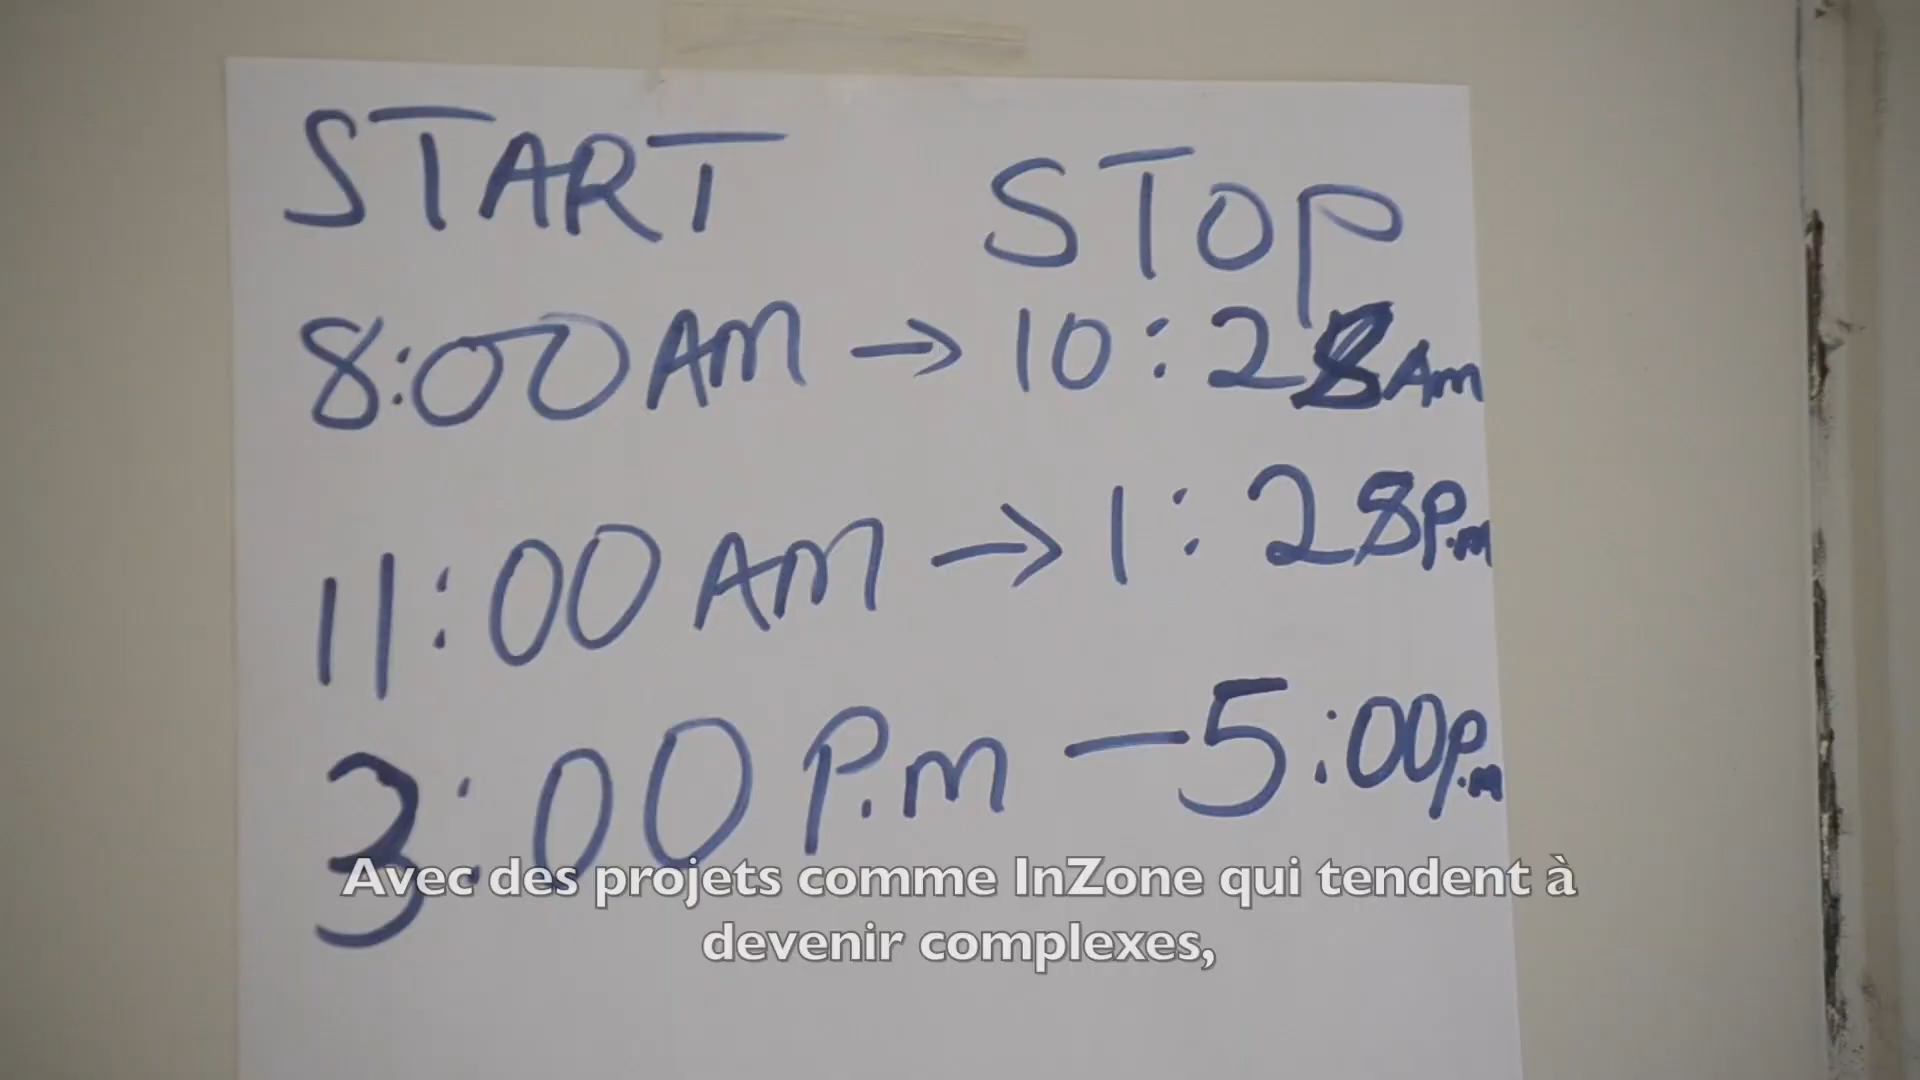 START STOP
8:00 AM → 10:28 Am
11:00 AM → 1:28 P.m
3:00 P.m — 5:00 P.m
Avec des projets comme InZone qui tendent à
devenir complexes,